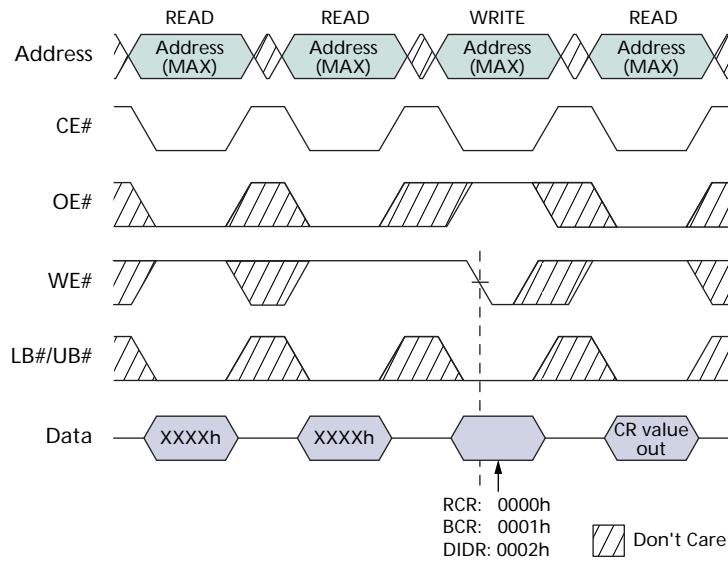 READ READ WRITE READ
Address Address (MAX) Address (MAX) Address (MAX) Address (MAX)
CE#
OE#
WE#
LB#/UB#
Data XXXXh XXXXh CR value out
RCR: 0000h
BCR: 0001h
DIDR: 0002h
Don't Care